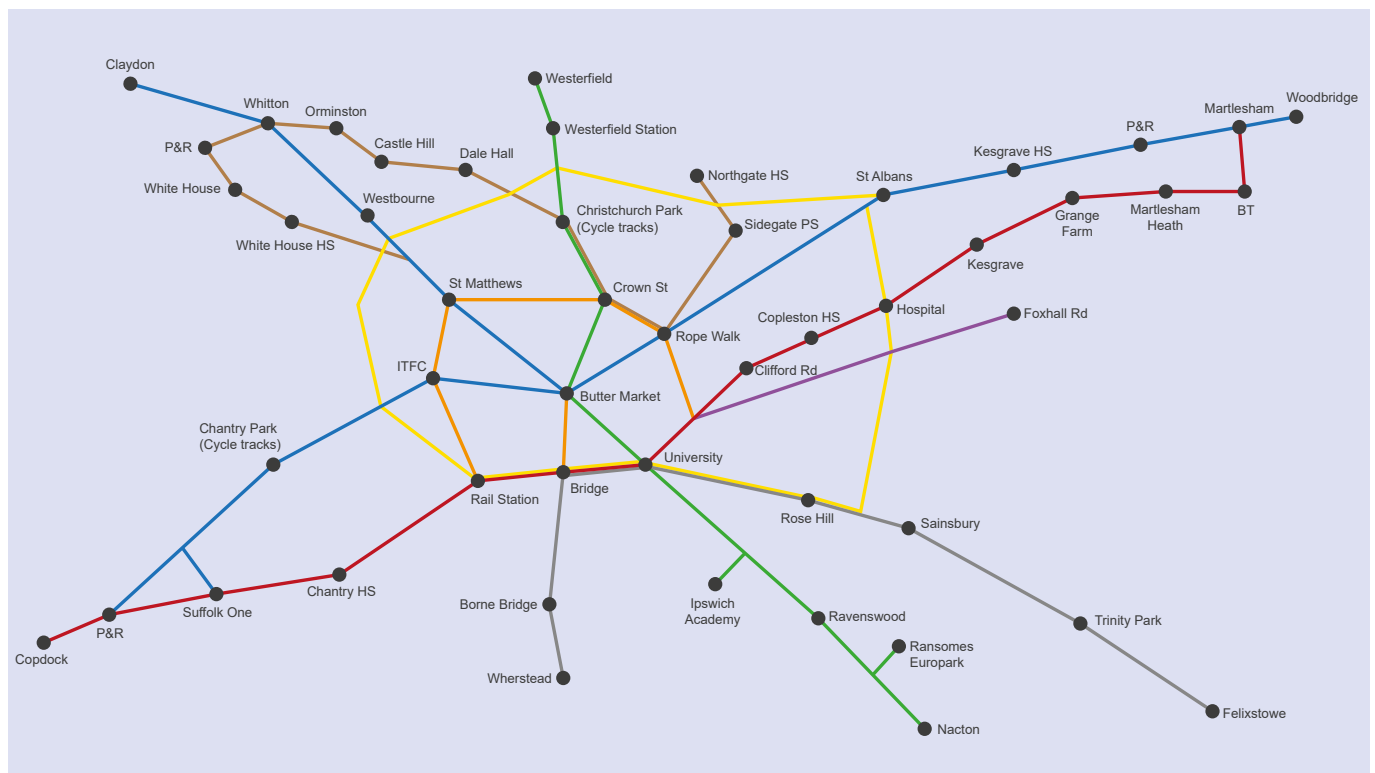 Claydon
Westerfield
Woodbridge
Whitton
Orminston
Martlesham
Westerfield Station
P&R
Castle Hill
P&R
Dale Hall
Kesgrave HS
Northgate HS
St Albans
White House
Westbourne
Christchurch Park
(Cycle tracks)
Sidegate PS
Grange
Farm
Martlesham
Heath
BT
White House HS
Kesgrave
St Matthews
Crown St
Hospital
Foxhall Rd
Copleston HS
Rope Walk
ITFC
Clifford Rd
Butter Market
Chantry Park
(Cycle tracks)
University
Rail Station
Bridge
Rose Hill
Sainsbury
Chantry HS
Suffolk One
Borne Bridge
Ipswich
Academy
Ravenswood
Trinity Park
P&R
Copdock
Ransomes
Europark
Wherstead
Felixstowe
Nacton